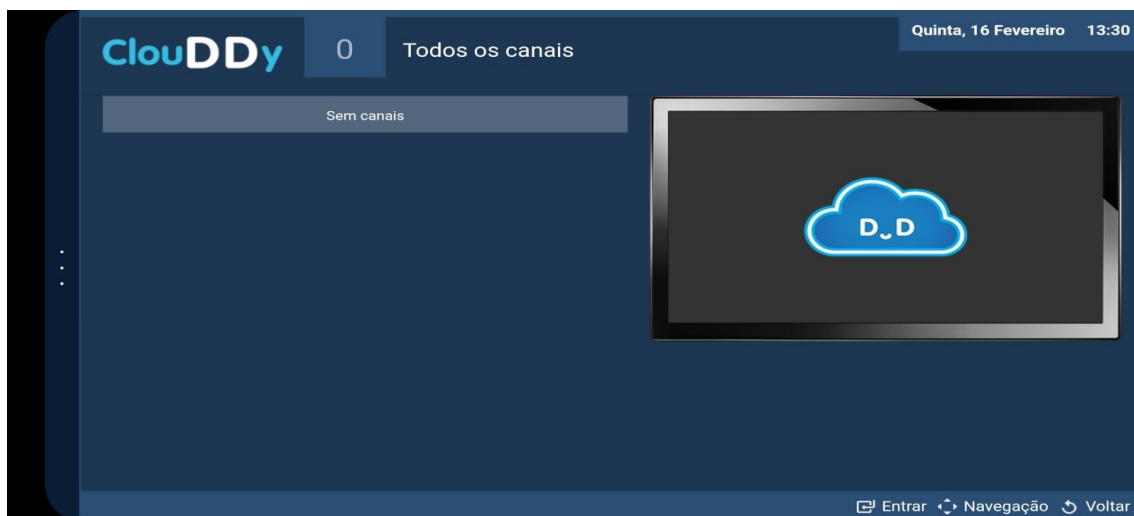 ClouDDy
0
Todos os canais
Quinta, 16 Fevereiro 13:30
Sem canais
D‿D
Entrar Navegação Voltar